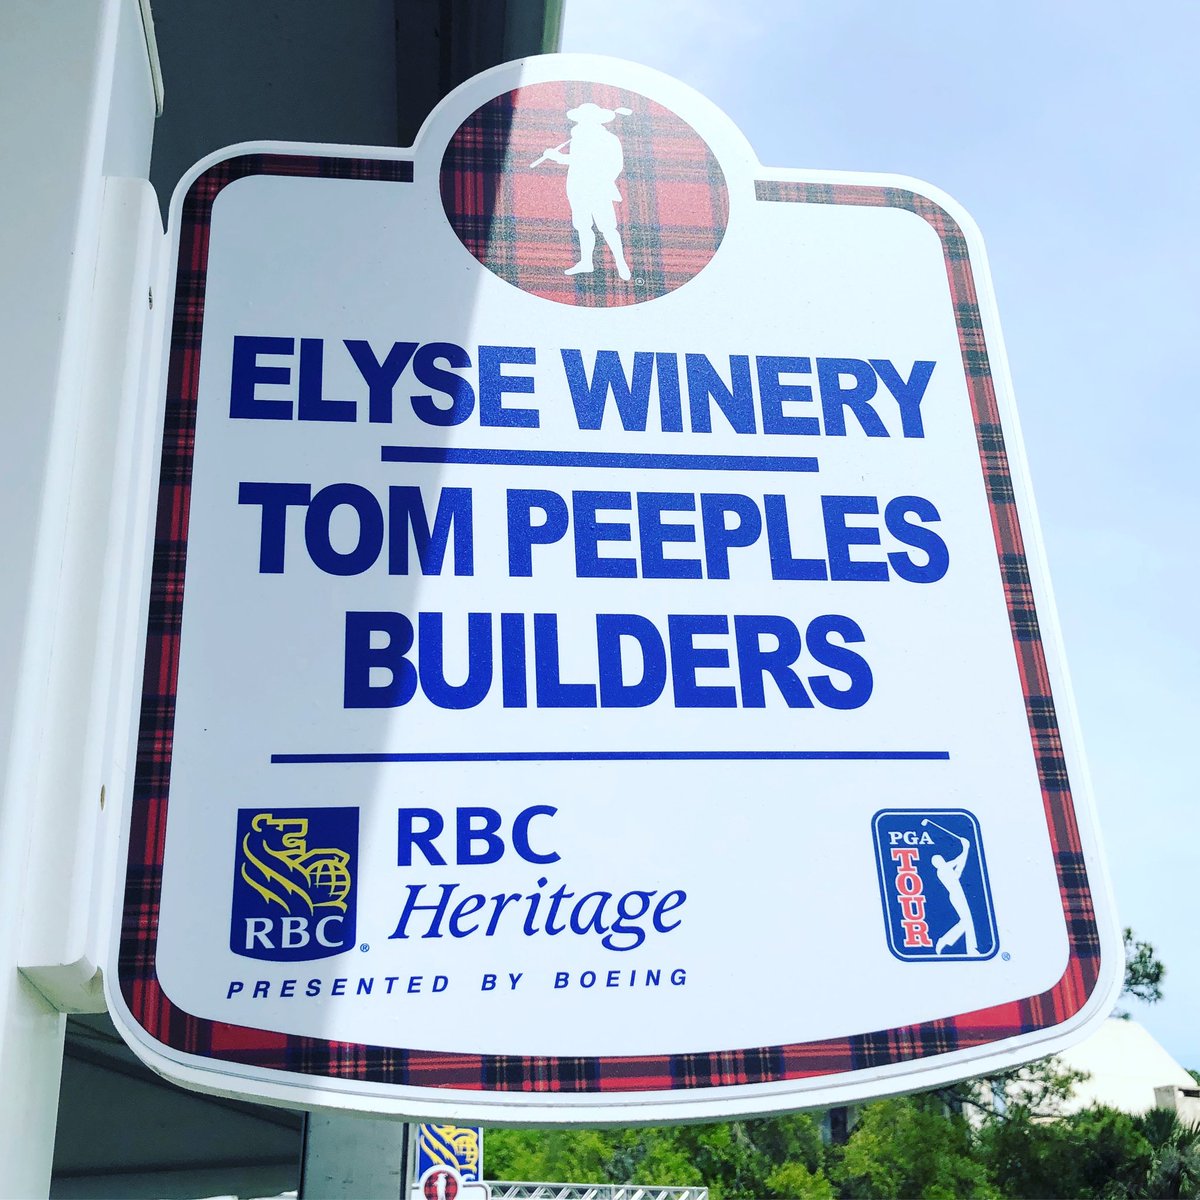 ELYSE WINERY
TOM PEEPLES
BUILDERS
RBC®
RBC
Heritage
PRESENTED BY BOEING
PGA
TOUR®